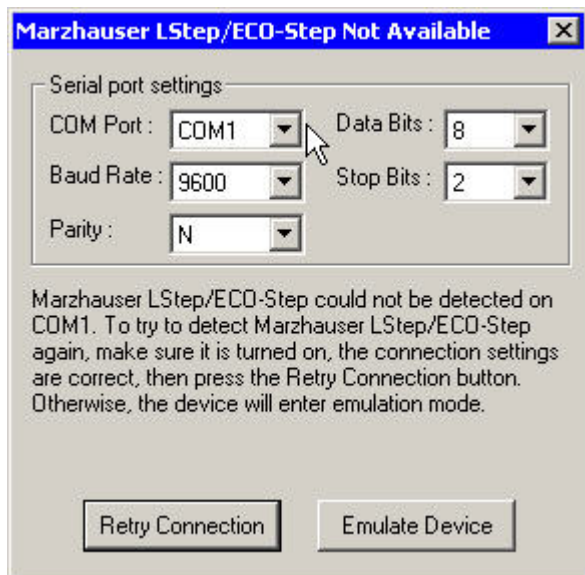 Marzhauser LStep/ECO-Step Not Available
Serial port settings
COM Port : COM1 Data Bits : 8
Baud Rate : 9600 Stop Bits : 2
Parity : N
Marzhauser LStep/ECO-Step could not be detected on
COM1. To try to detect Marzhauser LStep/ECO-Step
again, make sure it is turned on, the connection settings
are correct, then press the Retry Connection button.
Otherwise, the device will enter emulation mode.
Retry Connection Emulate Device